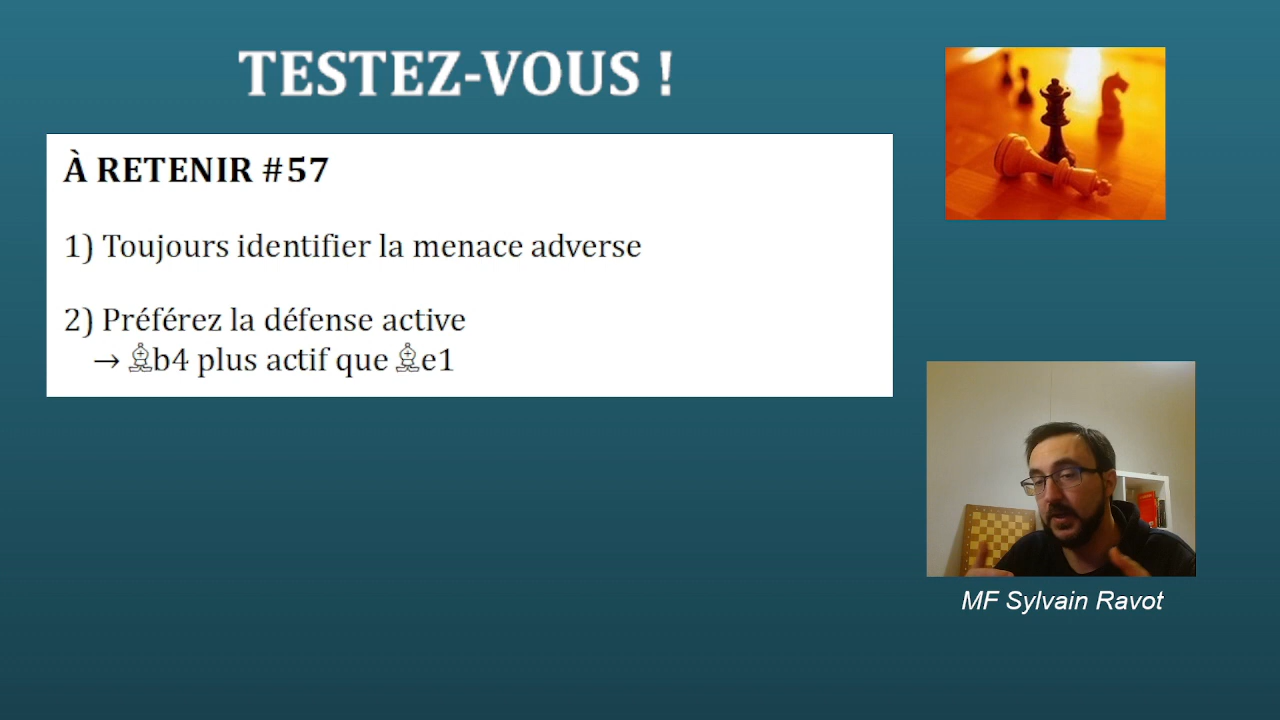 TESTEZ-VOUS !
À RETENIR #57
1) Toujours identifier la menace adverse
2) Préférez la défense active
→ ♗b4 plus actif que ♗e1
MF Sylvain Ravot